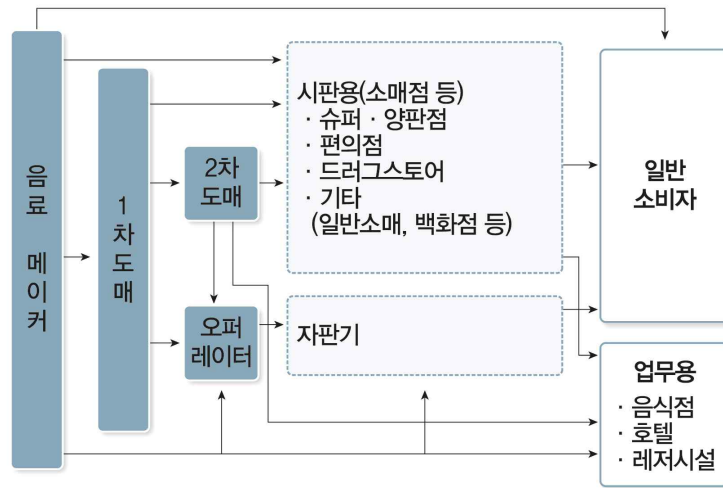 음료 메이커
1차도매
2차
도매
오퍼
레이터
시판용(소매점 등)
· 슈퍼 · 양판점
· 편의점
· 드러그스토어
· 기타
(일반소매, 백화점 등)
자판기
일반
소비자
업무용
· 음식점
· 호텔
· 레저시설